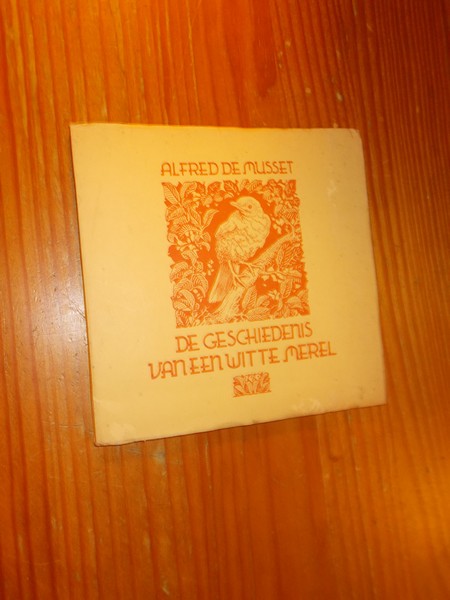 ALFRED DE MUSSET
DE GESCHIEDENIS
VAN EEN WITTE MEREL